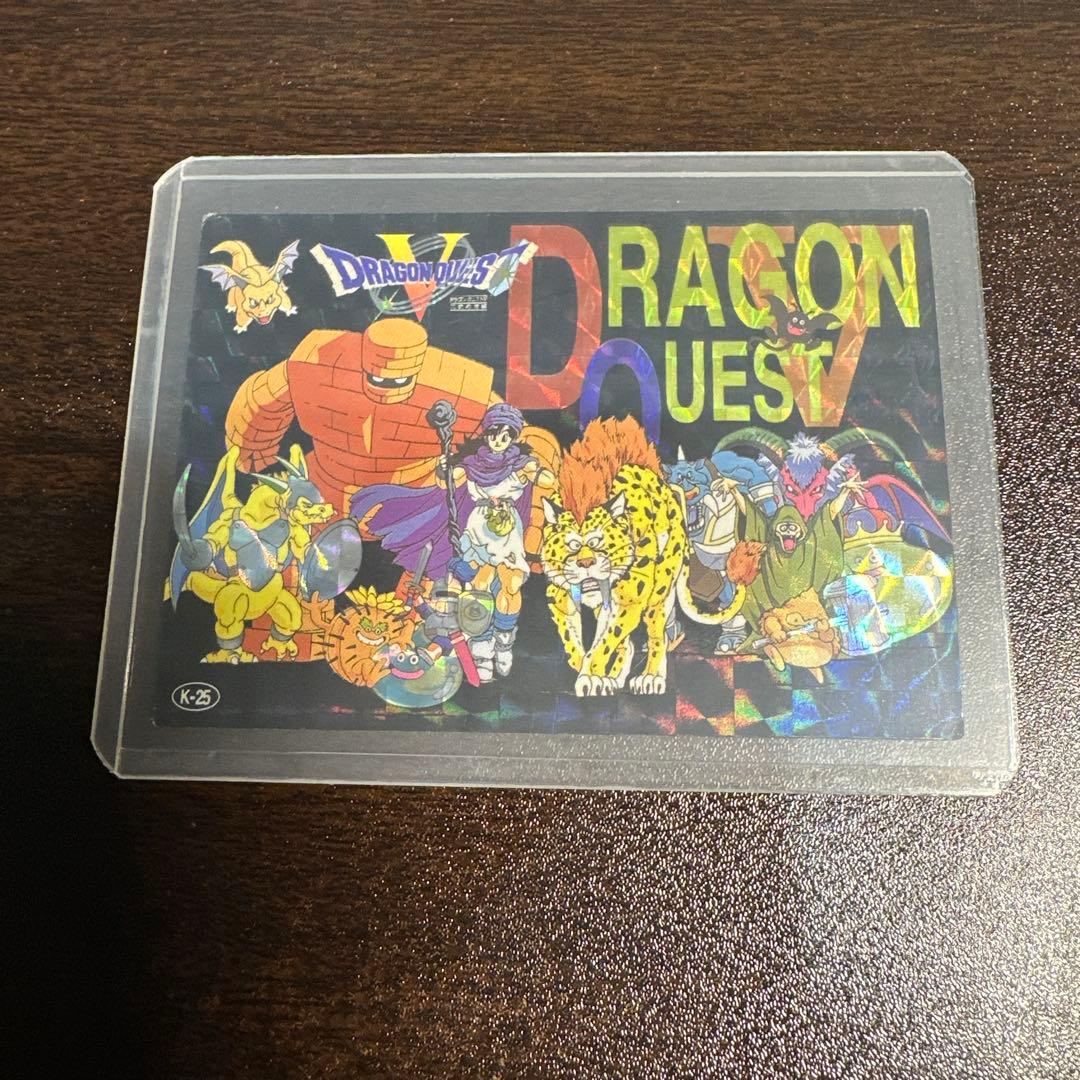 DRAGON QUEST
V
DRAGON
QUEST
V
K-25